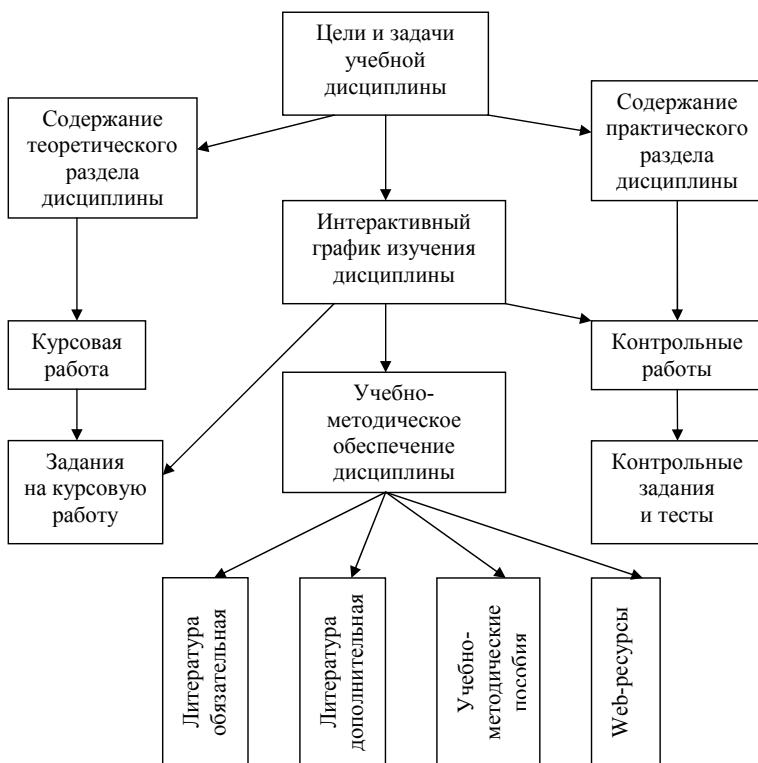 Цели и задачи
учебной
дисциплины
Содержание
теоретического
раздела
дисциплины
Содержание
практического
раздела
дисциплины
Интерактивный
график изучения
дисциплины
Курсовая
работа
Контрольные
работы
Учебно-
методическое
обеспечение
дисциплины
Задания
на курсовую
работу
Контрольные
задания
и тесты
Литература
обязательная
Литература
дополнительная
Учебно-
методические
пособия
Web-ресурсы